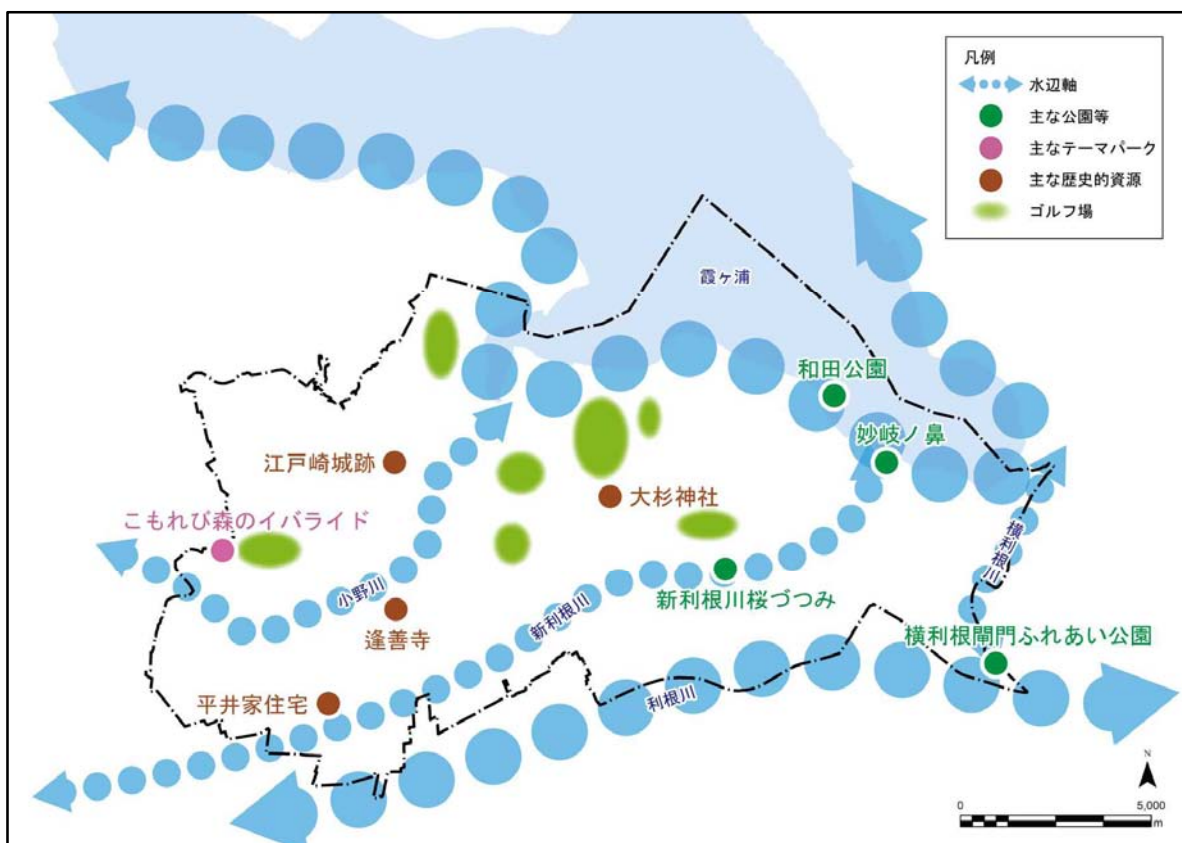 凡例
水辺軸
主な公園等
主なテーマパーク
主な歴史的資源
ゴルフ場
霞ヶ浦
和田公園
妙岐ノ鼻
江戸崎城跡
大杉神社
こもれび森のイバライド
横利根川
小野川
新利根川
新利根川桜づつみ
逢善寺
横利根閘門ふれあい公園
平井家住宅
利根川
N
0 5,000
m